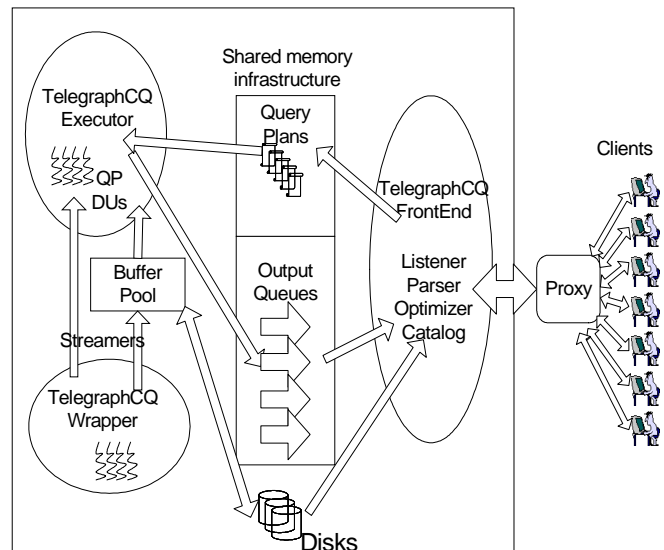 Shared memory
infrastructure
TelegraphCQ
Executor
QP
DUs
Query
Plans
Buffer
Pool
Streamers
TelegraphCQ
Wrapper
Output
Queues
TelegraphCQ
FrontEnd
Listener
Parser
Optimizer
Catalog
Disks
Proxy
Clients